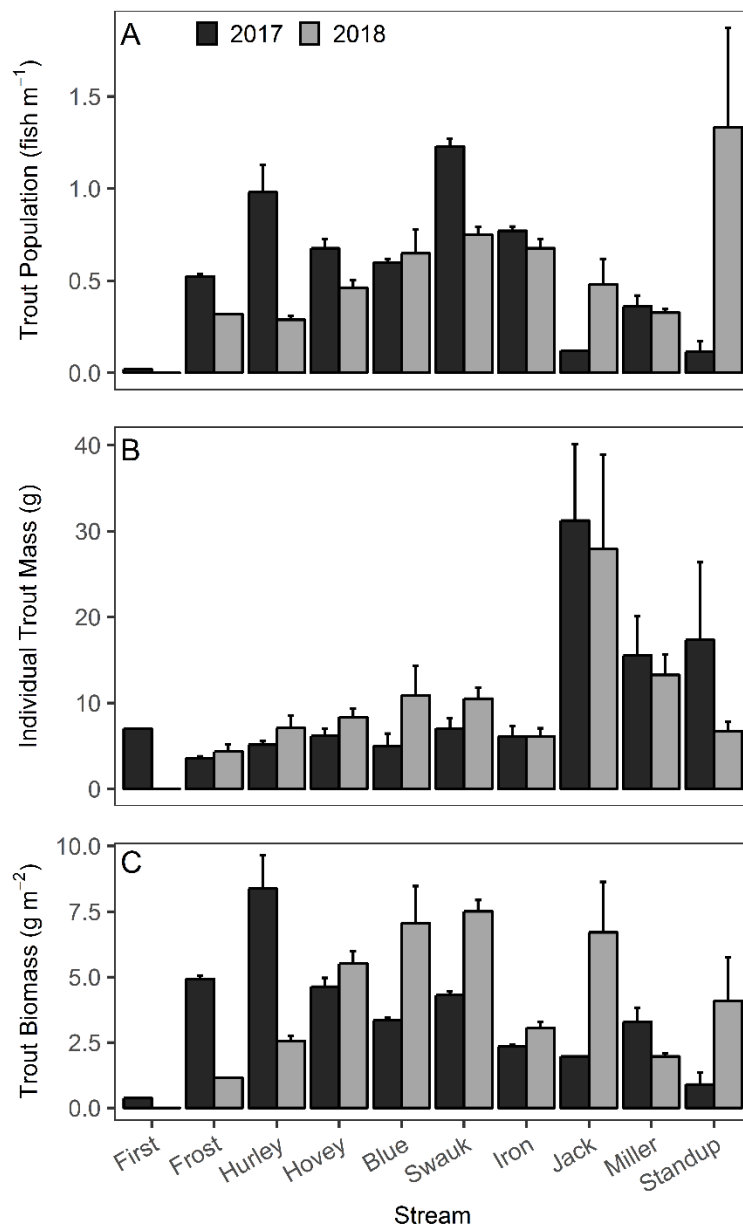 A
2017 2018
Trout Population (fish m⁻¹)
1.5
1.0
0.5
0.0
B
Individual Trout Mass (g)
40
30
20
10
0
C
Trout Biomass (g m⁻²)
10.0
7.5
5.0
2.5
0.0
First Frost Hurley Hovey Blue Swauk Iron Jack Miller Standup
Stream